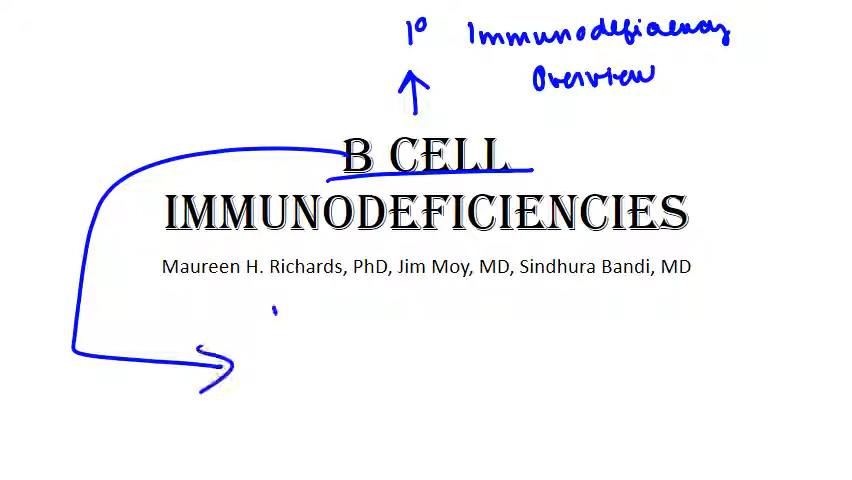 1° Immunodeficiency
Overview
B CELL
IMMUNODEFICIENCIES
Maureen H. Richards, PhD, Jim Moy, MD, Sindhura Bandi, MD